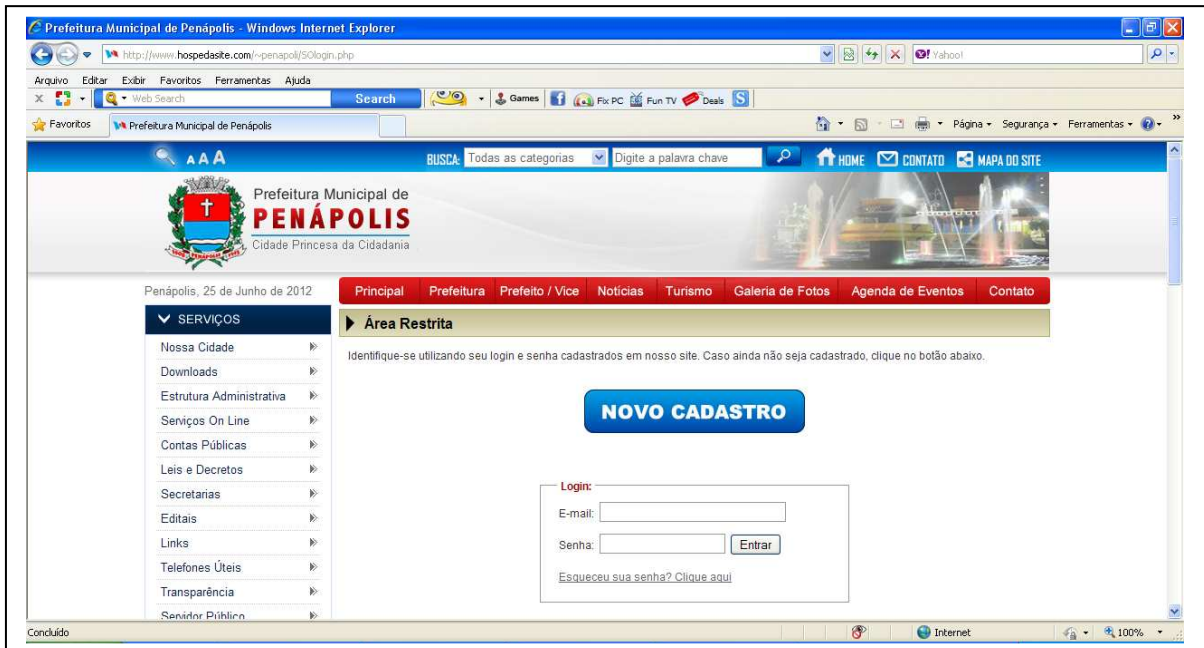 Prefeitura Municipal de Penápolis - Windows Internet Explorer
http://www.hospedasite.com/~penapoli/SOlogin.php
Yahoo!
Arquivo Editar Exibir Favoritos Ferramentas Ajuda
Web Search Search Games Fix PC Fun TV Deals S
Favoritos Prefeitura Municipal de Penápolis Página Segurança Ferramentas
A A A BUSCA: Todas as categorias Digite a palavra chave HOME CONTATO MAPA DO SITE
Prefeitura Municipal de
PENÁPOLIS
Cidade Princesa da Cidadania
Penápolis, 25 de Junho de 2012
Principal Prefeitura Prefeito / Vice Notícias Turismo Galeria de Fotos Agenda de Eventos Contato
SERVIÇOS
Nossa Cidade
Downloads
Estrutura Administrativa
Serviços On Line
Contas Públicas
Leis e Decretos
Secretarias
Editais
Links
Telefones Úteis
Transparência
Servidor Público
Área Restrita
Identifique-se utilizando seu login e senha cadastrados em nosso site. Caso ainda não seja cadastrado, clique no botão abaixo.
NOVO CADASTRO
Login:
E-mail:
Senha: Entrar
Esqueceu sua senha? Clique aqui
Concluído Internet 100%